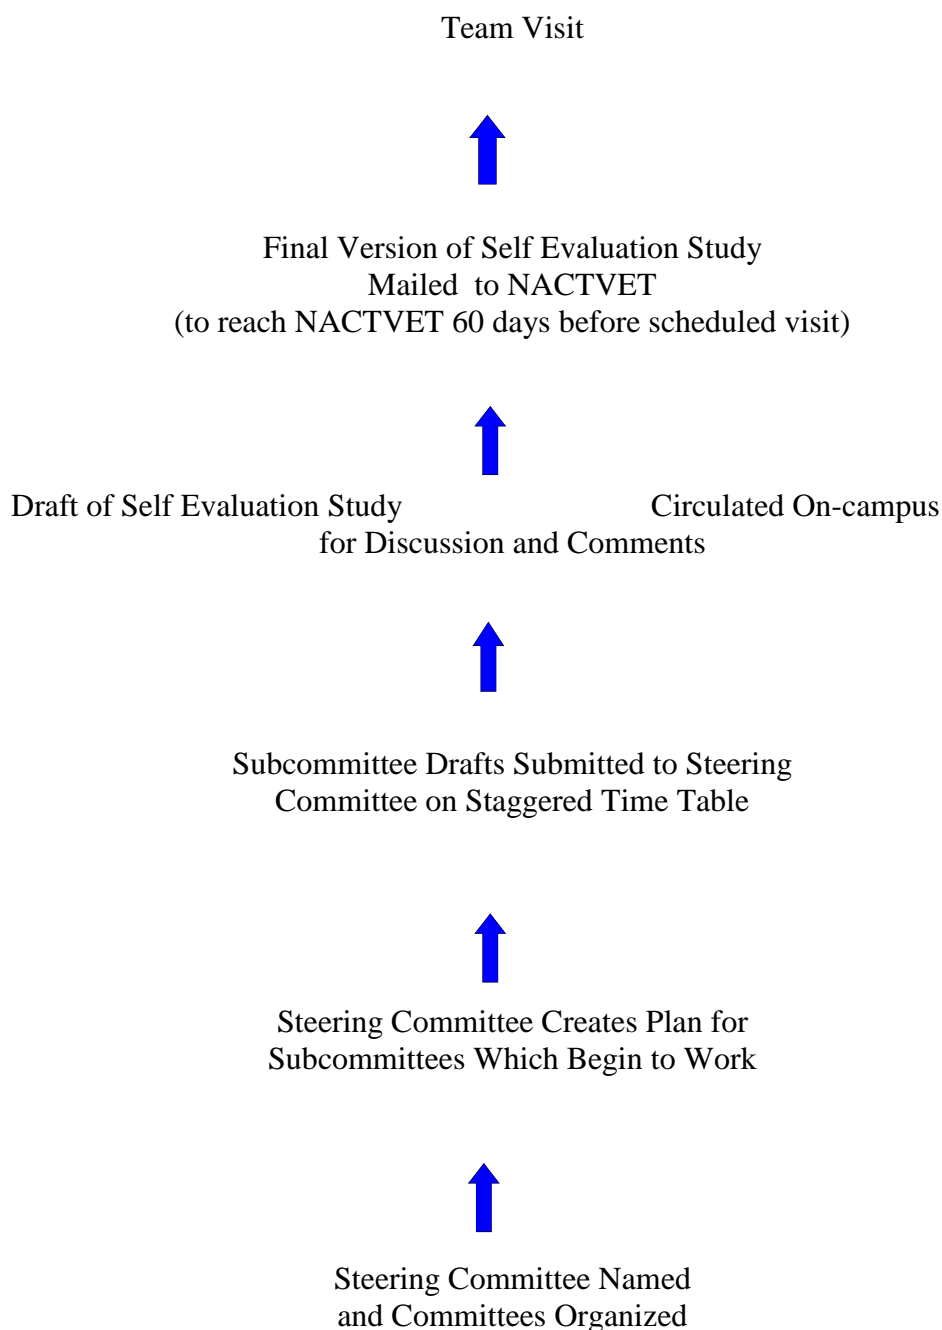 Team Visit
Final Version of Self Evaluation Study
Mailed to NACTVET
(to reach NACTVET 60 days before scheduled visit)
Draft of Self Evaluation Study Circulated On-campus
for Discussion and Comments
Subcommittee Drafts Submitted to Steering
Committee on Staggered Time Table
Steering Committee Creates Plan for
Subcommittees Which Begin to Work
Steering Committee Named
and Committees Organized